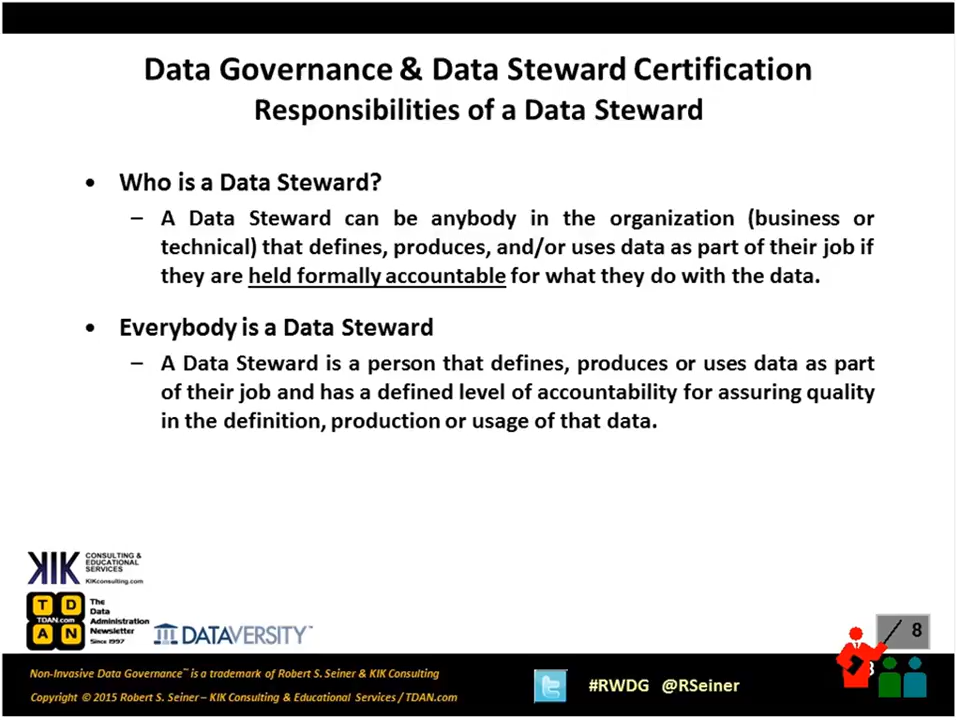 Data Governance & Data Steward Certification
Responsibilities of a Data Steward
• Who is a Data Steward?
– A Data Steward can be anybody in the organization (business or
technical) that defines, produces, and/or uses data as part of their job if
they are held formally accountable for what they do with the data.
• Everybody is a Data Steward
– A Data Steward is a person that defines, produces or uses data as part
of their job and has a defined level of accountability for assuring quality
in the definition, production or usage of that data.
KIK
CONSULTING &
EDUCATIONAL
SERVICES
KIKconsulting.com
T D
TDAN.com
A N
The
Data
Administration
Newsletter
Since 1997
DATAVERSITY™
8
Non-Invasive Data Governance™ is a trademark of Robert S. Seiner & KIK Consulting
Copyright © 2015 Robert S. Seiner – KIK Consulting & Educational Services / TDAN.com
#RWDG @RSeiner